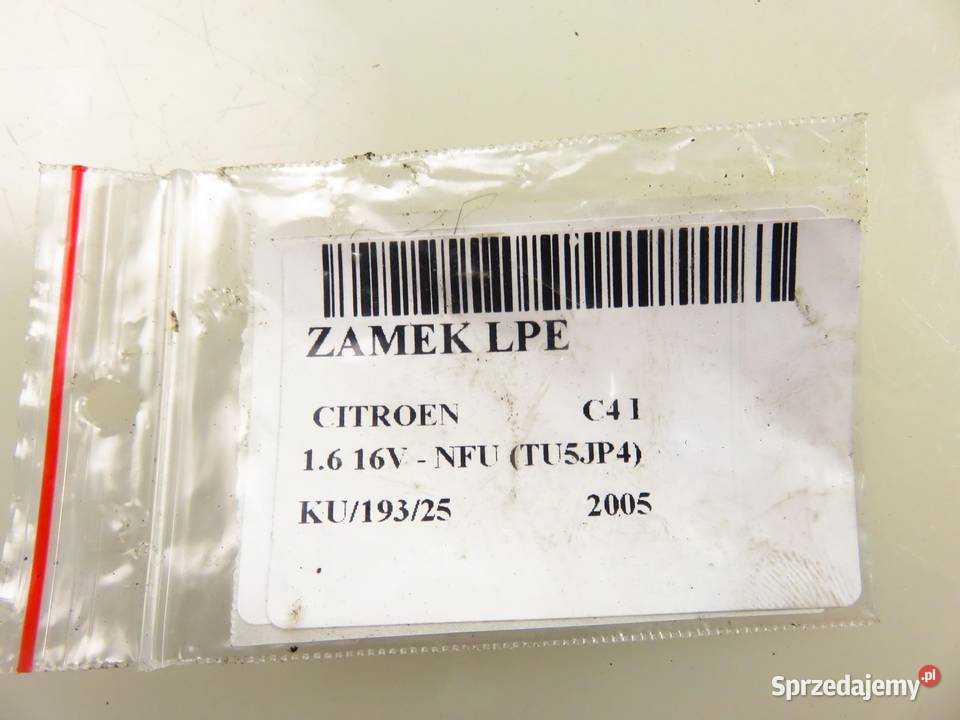 ZAMEK LPE
CITROEN C4 I
1.6 16V - NFU (TU5JP4)
KU/193/25 2005
Sprzedajemy.pl